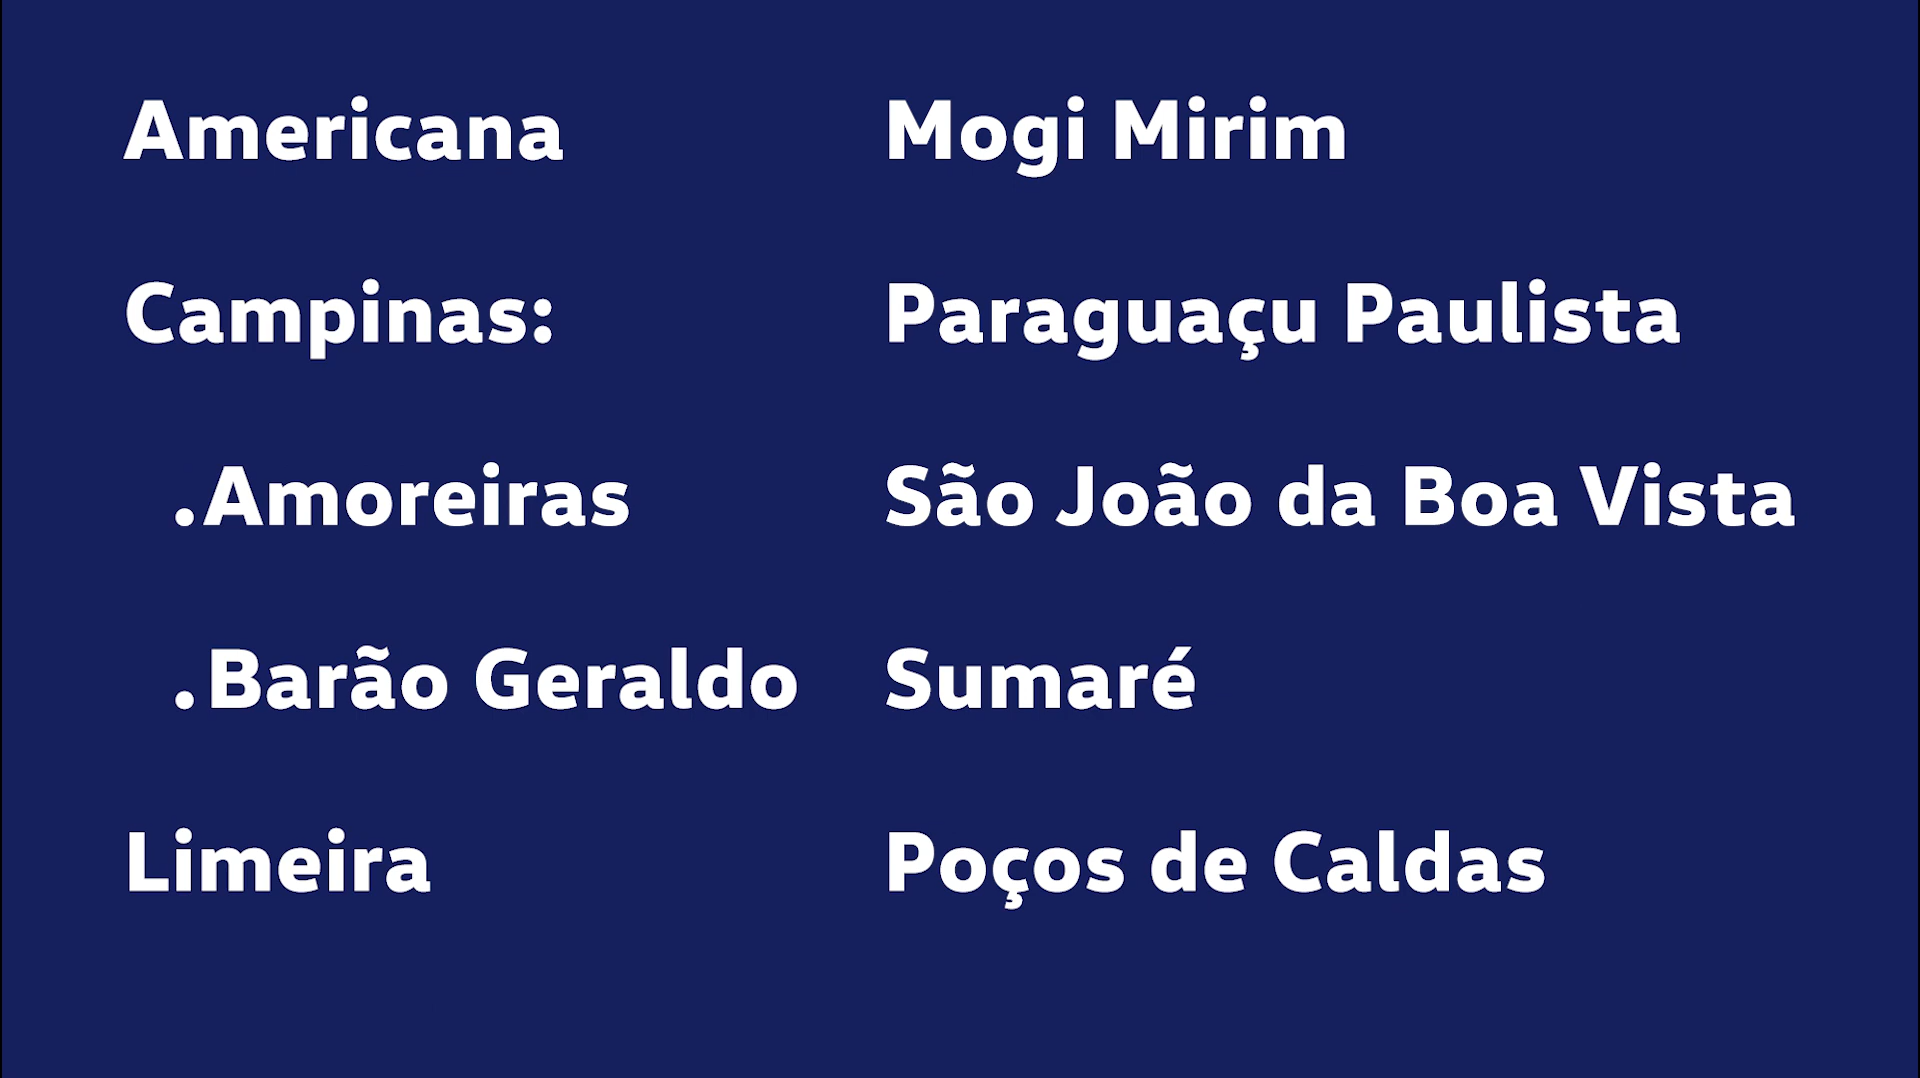 Americana
Campinas:
.Amoreiras
.Barão Geraldo
Limeira
Mogi Mirim
Paraguaçu Paulista
São João da Boa Vista
Sumaré
Poços de Caldas